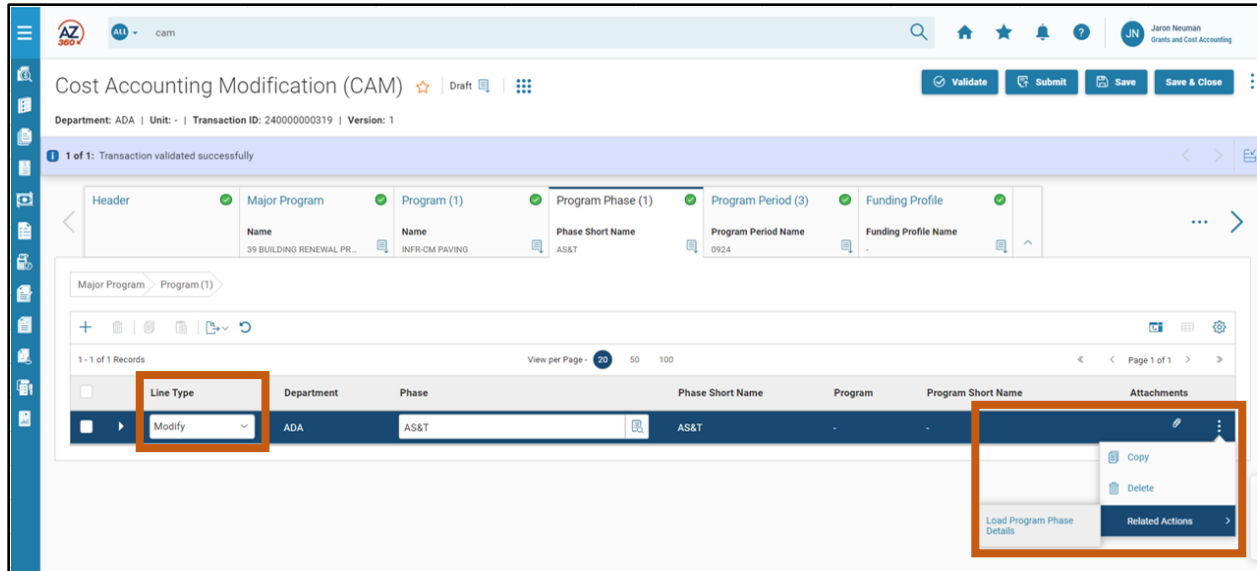 AZ 360 ALL cam JN Jaron Neuman
Grants and Cost Accounting
Cost Accounting Modification (CAM) Draft Validate Submit Save Save & Close
Department: ADA | Unit: - | Transaction ID: 240000000319 | Version: 1
1 of 1: Transaction validated successfully
Header Major Program Program (1) Program Phase (1) Program Period (3) Funding Profile
Name Name Phase Short Name Program Period Name Funding Profile Name
39 BUILDING RENEWAL PR... INFR-CM PAVING AS&T 0924 -
Major Program Program (1)
1 - 1 of 1 Records View per Page - 20 50 100 Page 1 of 1
Line Type Department Phase Phase Short Name Program Program Short Name Attachments
Modify ADA AS&T AS&T - -
Copy
Delete
Related Actions
Load Program Phase
Details